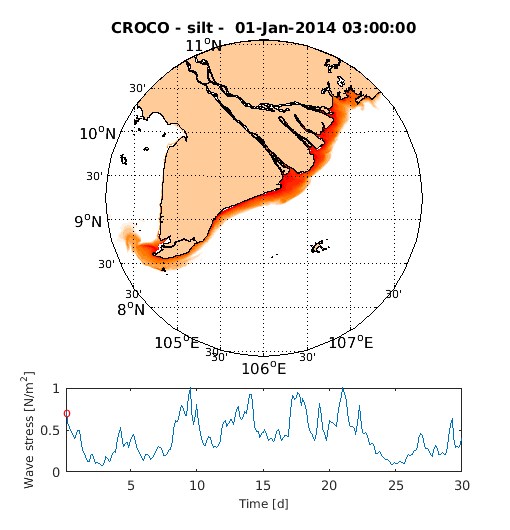 CROCO - silt - 01-Jan-2014 03:00:00
11°N
30'
10°N
30'
9°N
30'
30'
30'
8°N
105°E
107°E
30'
30'
106°E
Wave stress [N/m²]
1
0.5
0
5
10
15
20
25
30
Time [d]